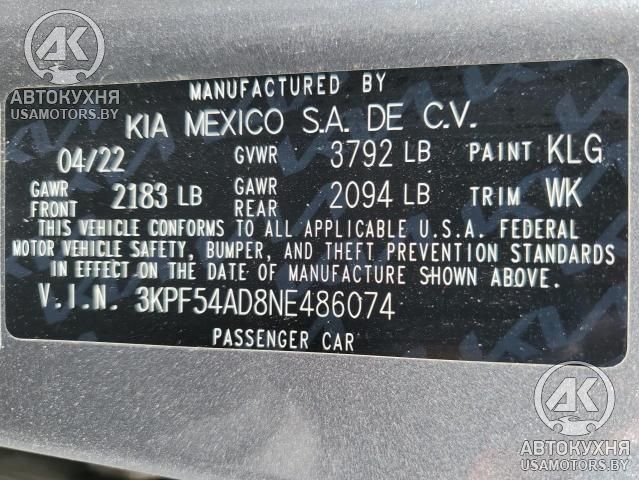 AK
АВТОКУХНЯ
USAMOTORS.BY
MANUFACTURED BY
KIA MEXICO S.A. DE C.V.
04/22 GVWR 3792 LB PAINT KLG
GAWR FRONT 2183 LB GAWR REAR 2094 LB TRIM WK
THIS VEHICLE CONFORMS TO ALL APPLICABLE U.S.A. FEDERAL
MOTOR VEHICLE SAFETY, BUMPER, AND THEFT PREVENTION STANDARDS
IN EFFECT ON THE DATE OF MANUFACTURE SHOWN ABOVE.
V.I.N. 3KPF54AD8NE486074
PASSENGER CAR
AK
АВТОКУХНЯ
USAMOTORS.BY